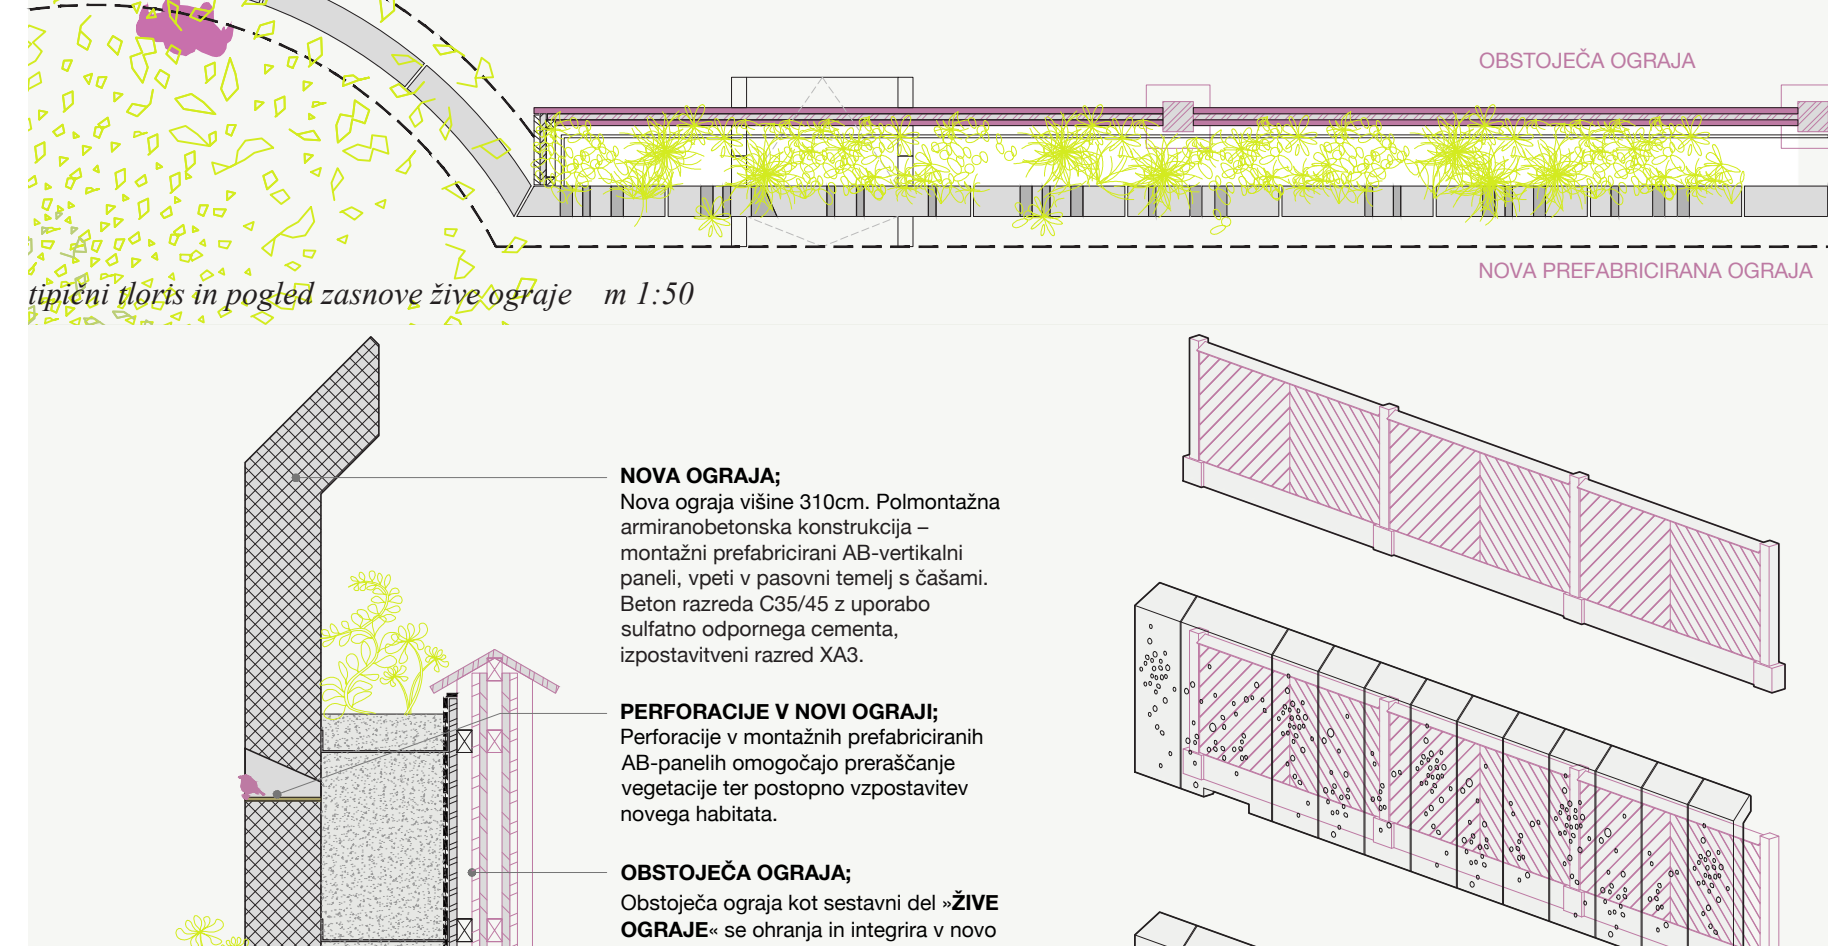 OBSTOJEČA OGRAJA
NOVA PREFABRICIRANA OGRAJA
tipični tloris in pogled zasnove žive ograje m 1:50
NOVA OGRAJA;
Nova ograja višine 310cm. Polmontažna
armiranobetonska konstrukcija –
montažni prefabricirani AB-vertikalni
paneli, vpeti v pasovni temelj s čašami.
Beton razreda C35/45 z uporabo
sulfatno odpornega cementa,
izpostavitveni razred XA3.
PERFORACIJE V NOVI OGRAJI;
Perforacije v montažnih prefabriciranih
AB-panelih omogočajo preraščanje
vegetacije ter postopno vzpostavitev
novega habitata.
OBSTOJEČA OGRAJA;
Obstoječa ograja kot sestavni del »ŽIVE
OGRAJE« se ohranja in integrira v novo